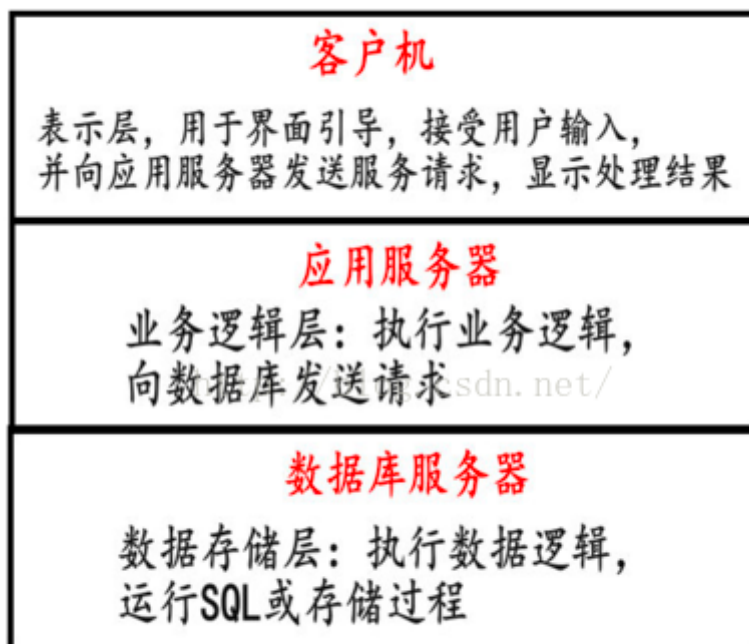 客户机
表示层，用于界面引导，接受用户输入，
并向应用服务器发送服务请求，显示处理结果
应用服务器
业务逻辑层：执行业务逻辑，
向数据库发送请求
数据库服务器
数据存储层：执行数据逻辑，
运行SQL或存储过程